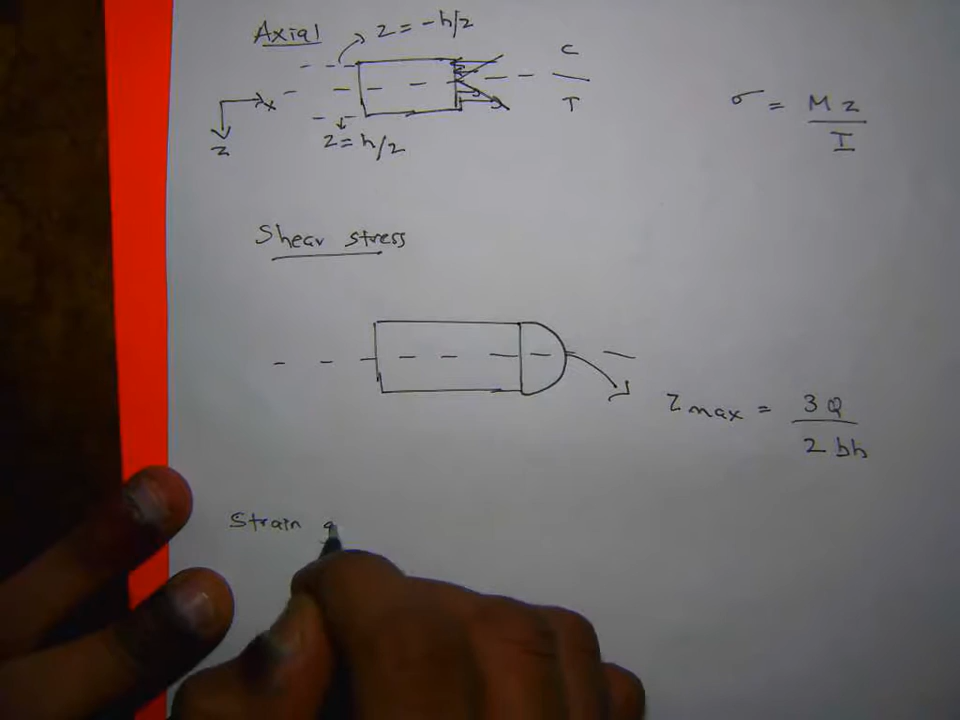 Axial
z = -h/2
C
T
x
z
z = h/2
σ = Mz/I
Shear stress
τmax = 3Q/2bh
Strain